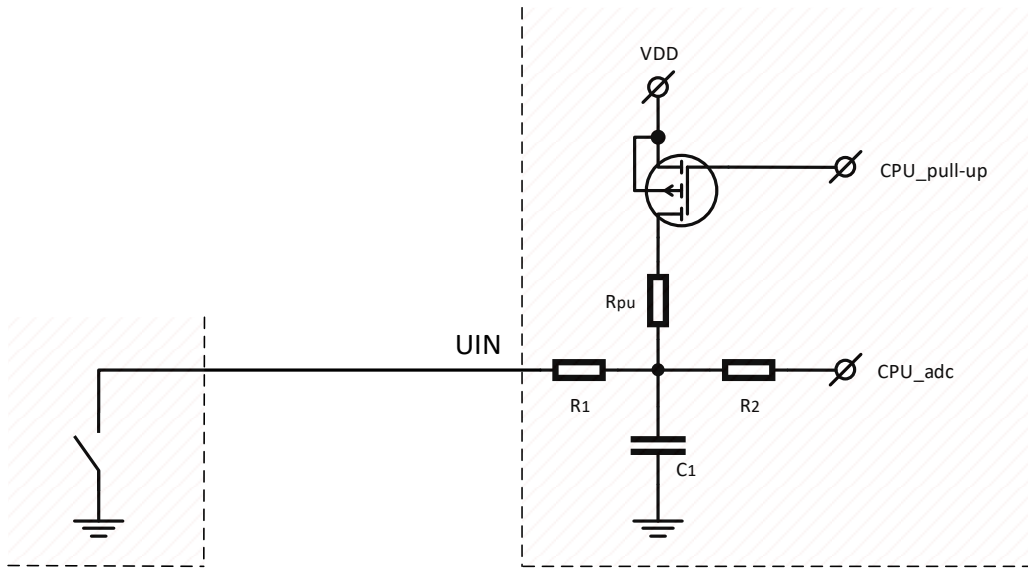 VDD
CPU_pull-up
Rpu
UIN
CPU_adc
R1
R2
C1